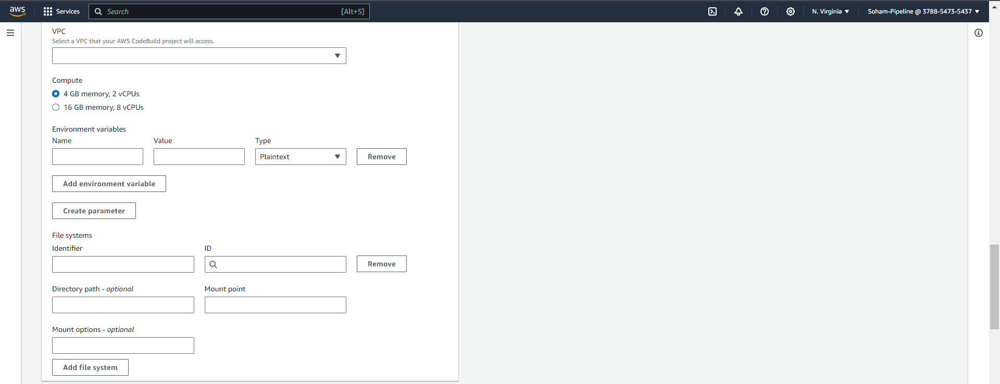 aws Services Search [Alt+S] N. Virginia Soham-Pipeline @ 3788-5473-5437
VPC
Select a VPC that your AWS CodeBuild project will access.
Compute
4 GB memory, 2 vCPUs
16 GB memory, 8 vCPUs
Environment variables
Name Value Type
Plaintext Remove
Add environment variable
Create parameter
File systems
Identifier ID
Remove
Directory path - optional Mount point
Mount options - optional
Add file system